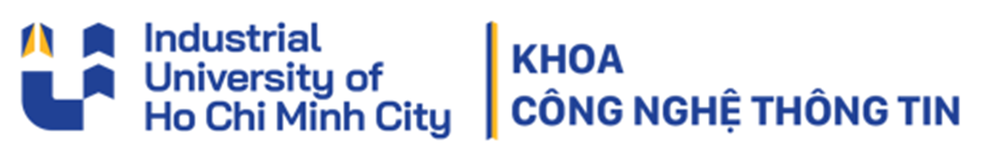 Industrial
University of
Ho Chi Minh City
KHOA
CÔNG NGHỆ THÔNG TIN